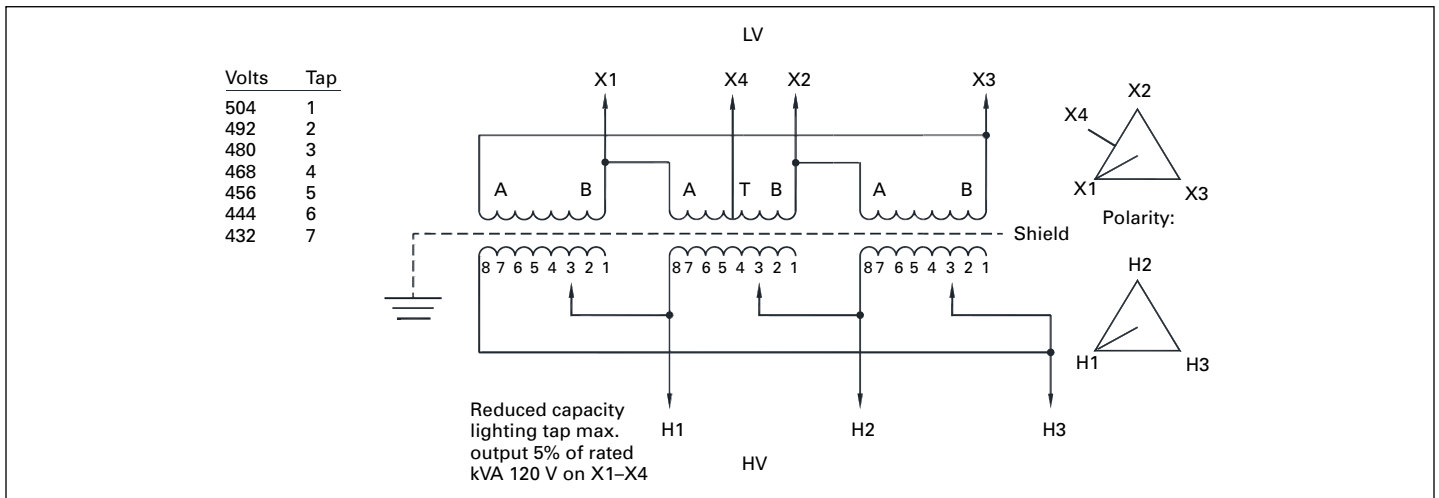 LV
Volts Tap
504 1
492 2
480 3
468 4
456 5
444 6
432 7
X1 X4 X2 X3
A B A T B A B
Shield
8 7 6 5 4 3 2 1 8 7 6 5 4 3 2 1 8 7 6 5 4 3 2 1
H1 H2 H3
Reduced capacity
lighting tap max.
output 5% of rated
kVA 120 V on X1–X4
HV
X2
X4
X1 X3
Polarity:
H2
H1 H3